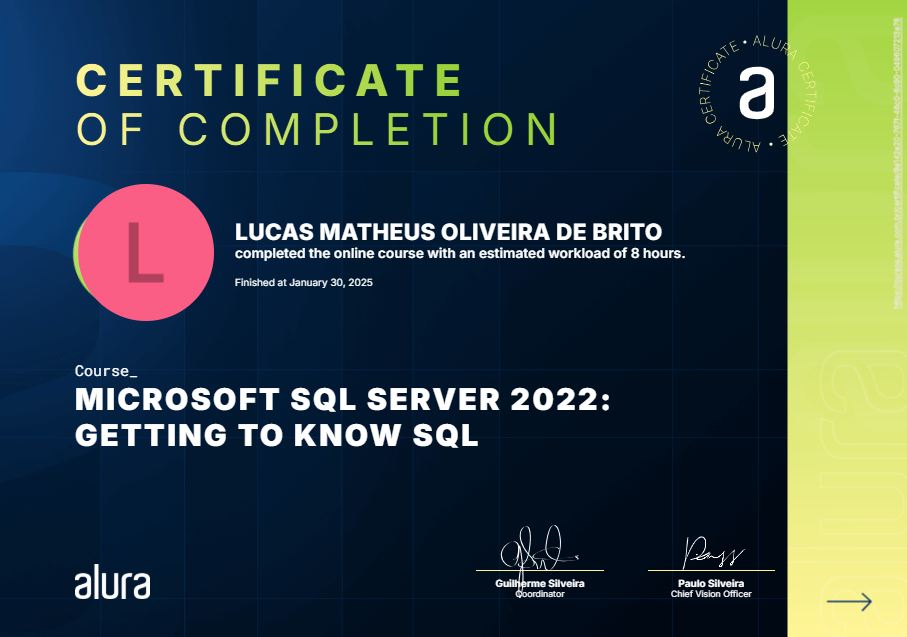 CERTIFICATE
OF COMPLETION
ALURA CERTIFICATE • ALURA CERTIFICATE •
a
L
LUCAS MATHEUS OLIVEIRA DE BRITO
completed the online course with an estimated workload of 8 hours.
Finished at January 30, 2025
Course_
MICROSOFT SQL SERVER 2022:
GETTING TO KNOW SQL
alura
Guilherme Silveira
Coordinator
Paulo Silveira
Chief Vision Officer
alura